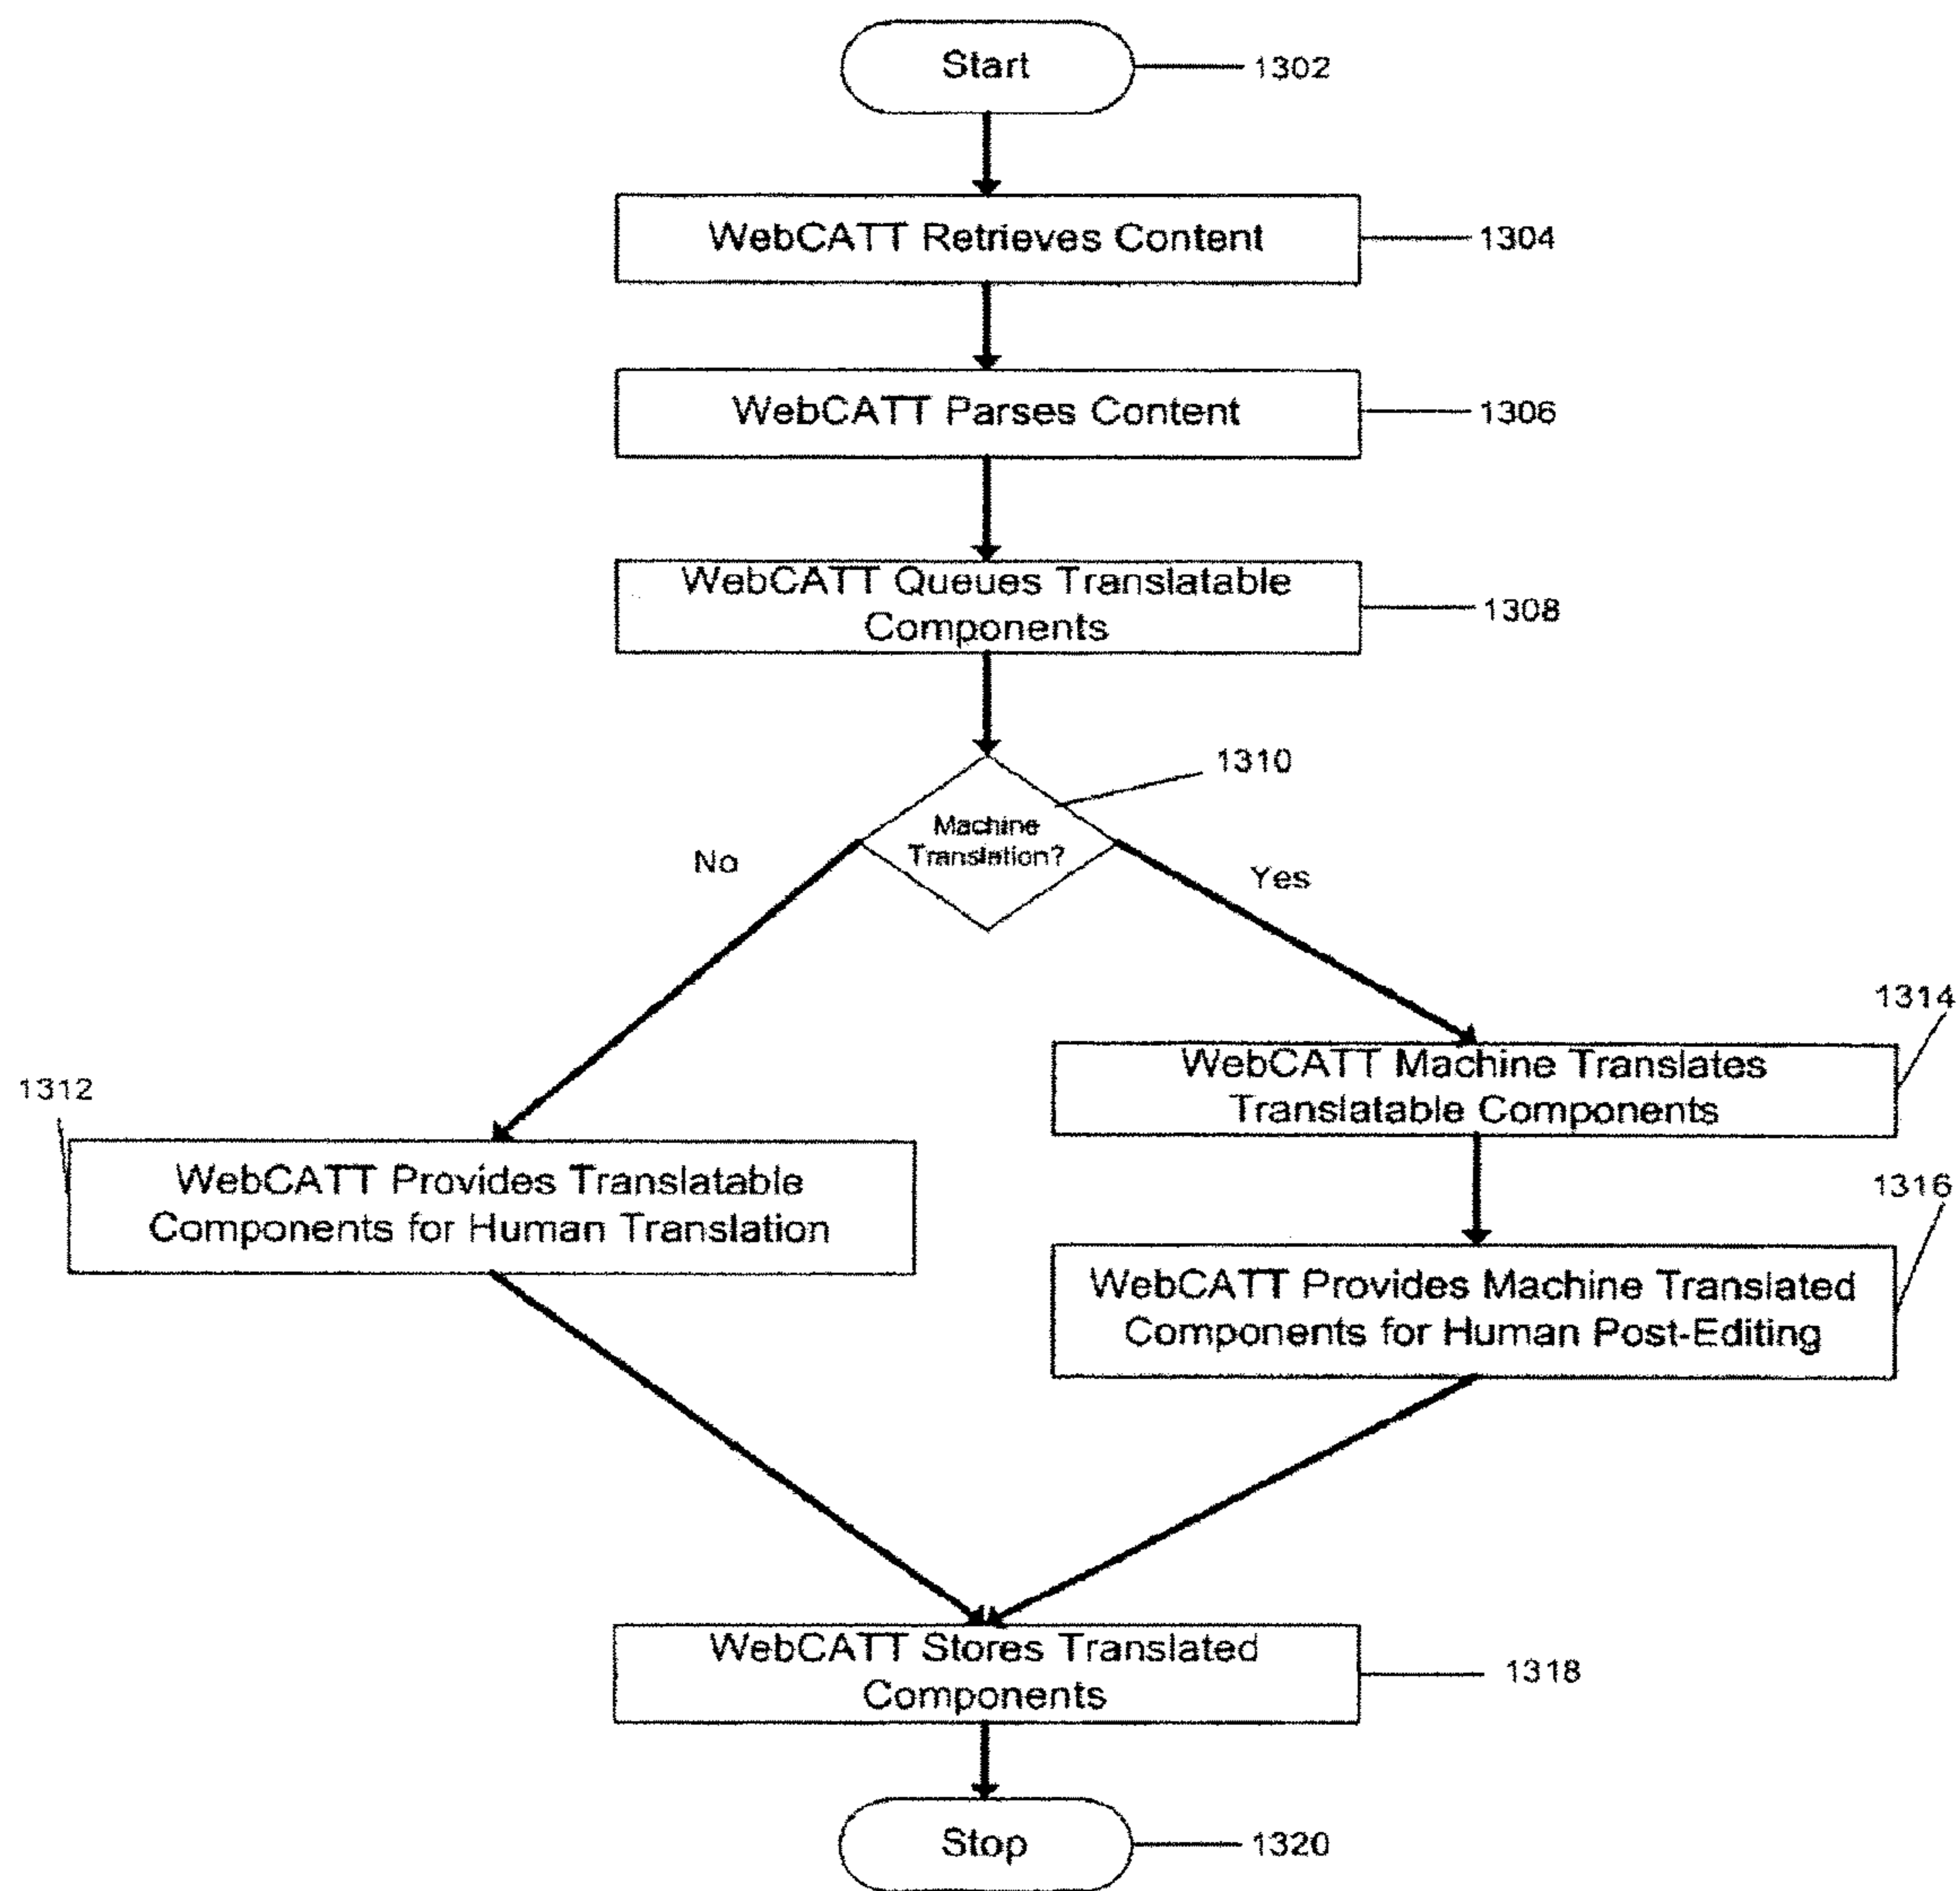 Start
1302
WebCATT Retrieves Content
1304
WebCATT Parses Content
1306
WebCATT Queues Translatable
Components
1308
1310
Machine
Translation?
No
Yes
1314
WebCATT Machine Translates
Translatable Components
1312
WebCATT Provides Translatable
Components for Human Translation
1316
WebCATT Provides Machine Translated
Components for Human Post-Editing
WebCATT Stores Translated
Components
1318
Stop
1320